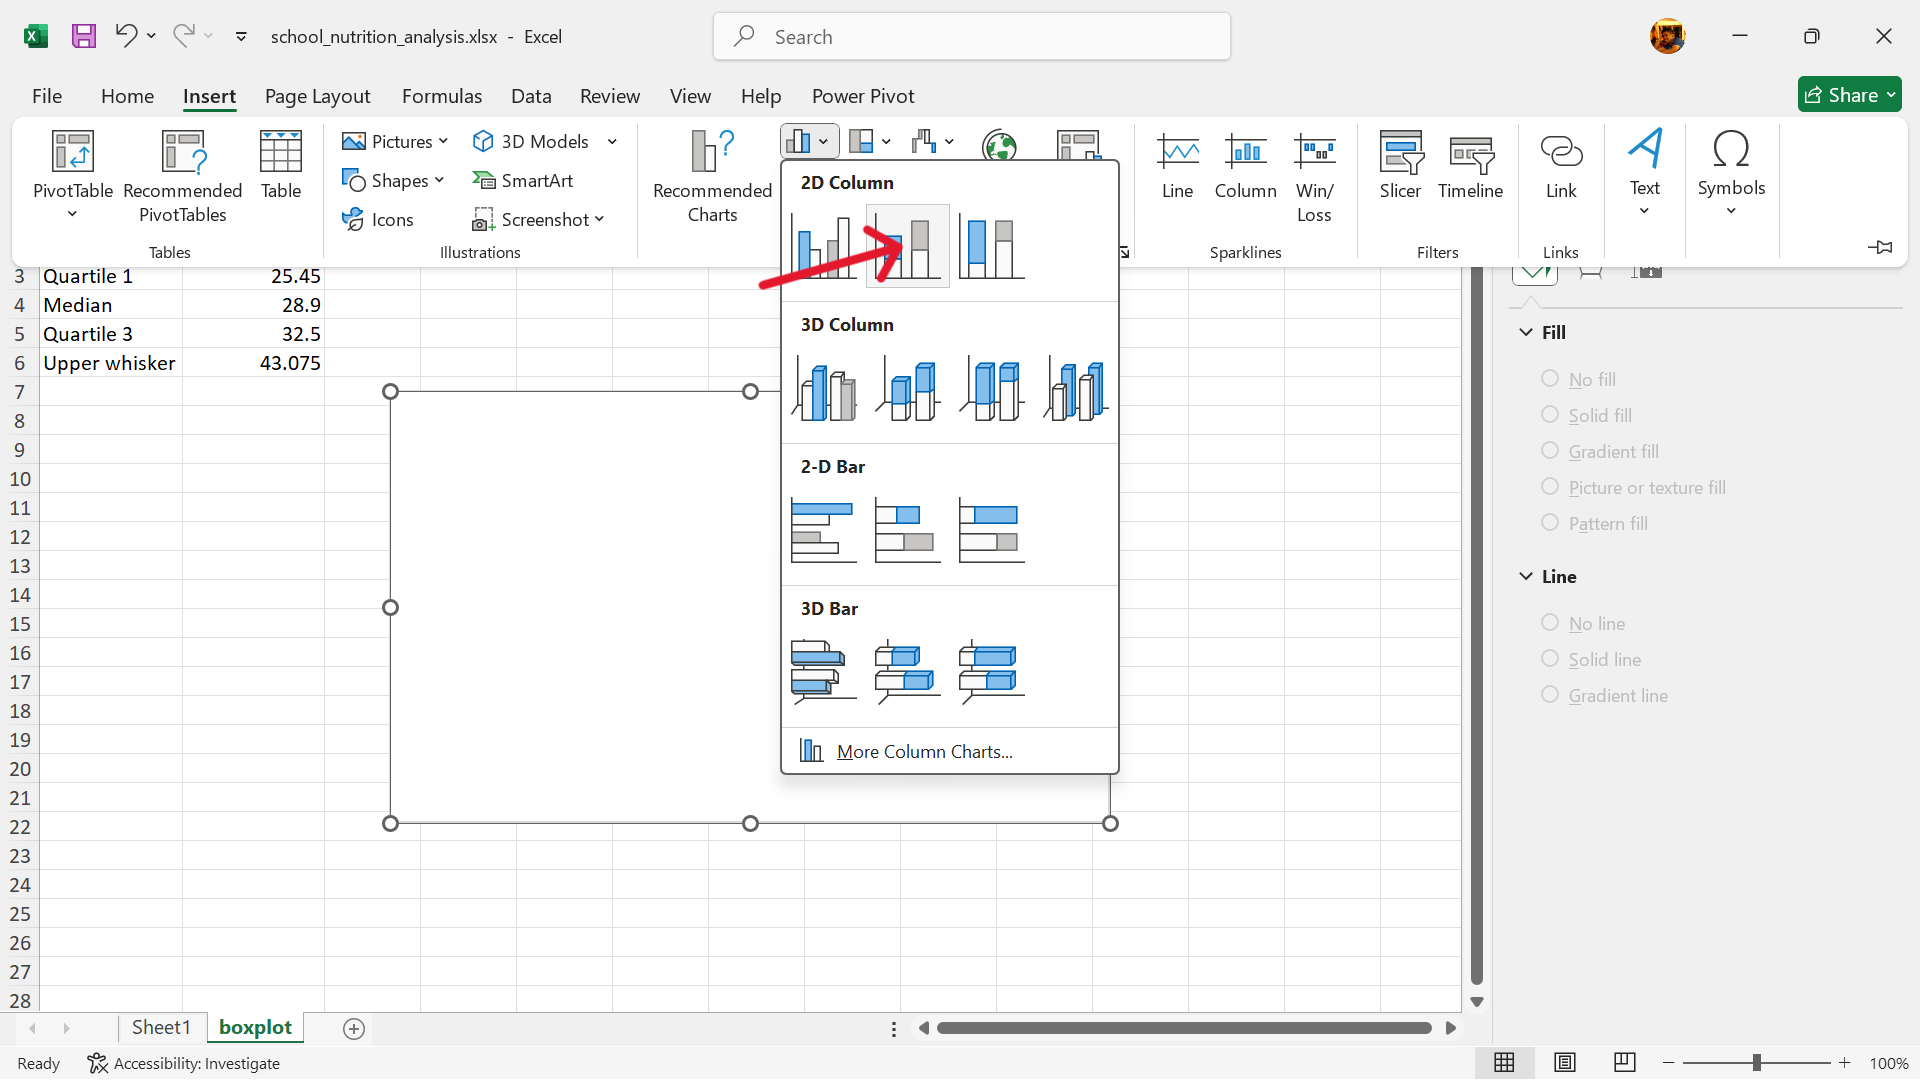 school_nutrition_analysis.xlsx - Excel
Search
File Home Insert Page Layout Formulas Data Review View Help Power Pivot
Share
PivotTable
Recommended
PivotTables
Table
Tables
Pictures
Shapes
Icons
3D Models
SmartArt
Screenshot
Illustrations
Recommended
Charts
Line
Column
Win/
Loss
Sparklines
Slicer
Timeline
Filters
Link
Links
Text
Symbols
2D Column
3D Column
2-D Bar
3D Bar
More Column Charts...
3 Quartile 1 25.45
4 Median 28.9
5 Quartile 3 32.5
6 Upper whisker 43.075
7
8
9
10
11
12
13
14
15
16
17
18
19
20
21
22
23
24
25
26
27
28
Fill
No fill
Solid fill
Gradient fill
Picture or texture fill
Pattern fill
Line
No line
Solid line
Gradient line
Sheet1 boxplot
Ready Accessibility: Investigate
100%